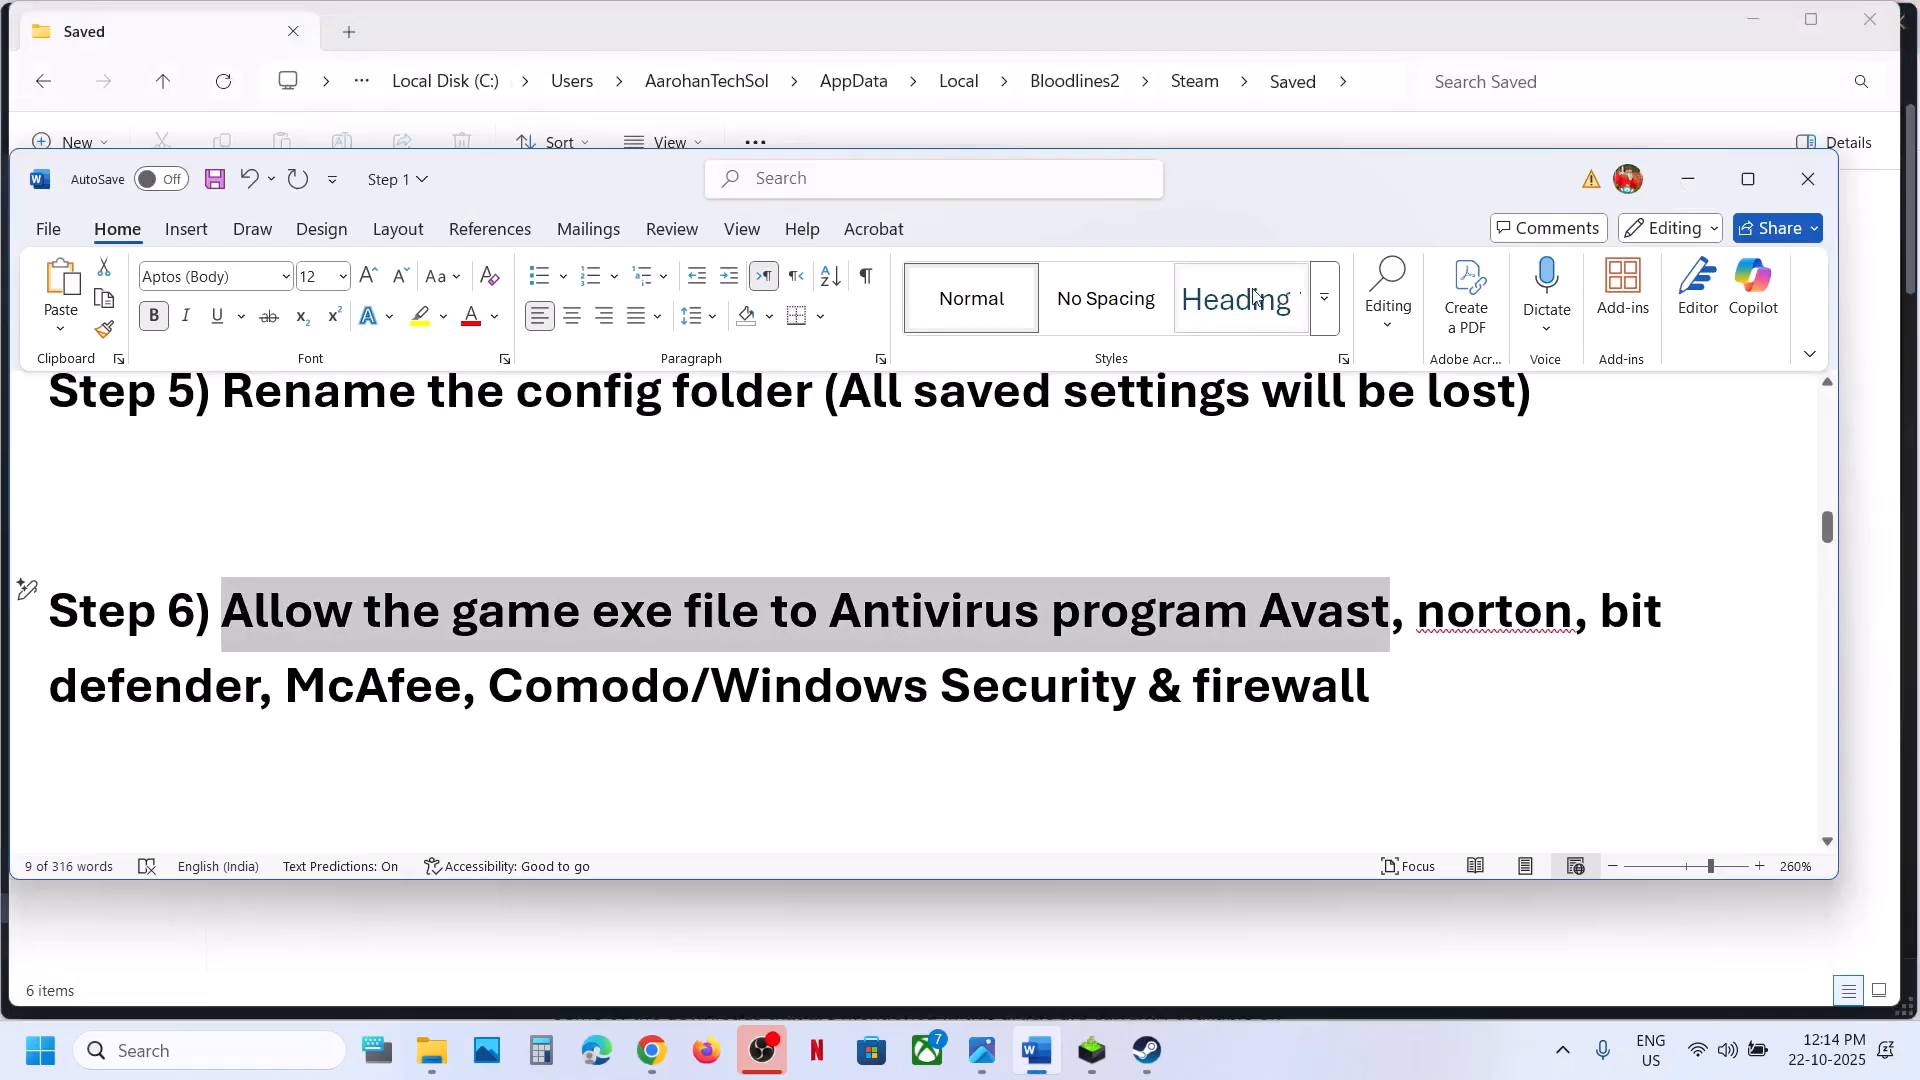 Saved
Local Disk (C:) Users AarohanTechSol AppData Local Bloodlines2 Steam Saved
Search Saved
New Sort View Details
AutoSave Off Step 1 Search
File Home Insert Draw Design Layout References Mailings Review View Help Acrobat
Comments Editing Share
Paste
Aptos (Body) 12
Normal No Spacing Heading
Editing Create a PDF Dictate Add-ins Editor Copilot
Clipboard Font Paragraph Styles Adobe Acr... Voice Add-ins
Step 5) Rename the config folder (All saved settings will be lost)
Step 6) Allow the game exe file to Antivirus program Avast, norton, bit
defender, McAfee, Comodo/Windows Security & firewall
9 of 316 words English (India) Text Predictions: On Accessibility: Good to go Focus 260%
6 items
Search
7
ENG
US
12:14 PM
22-10-2025